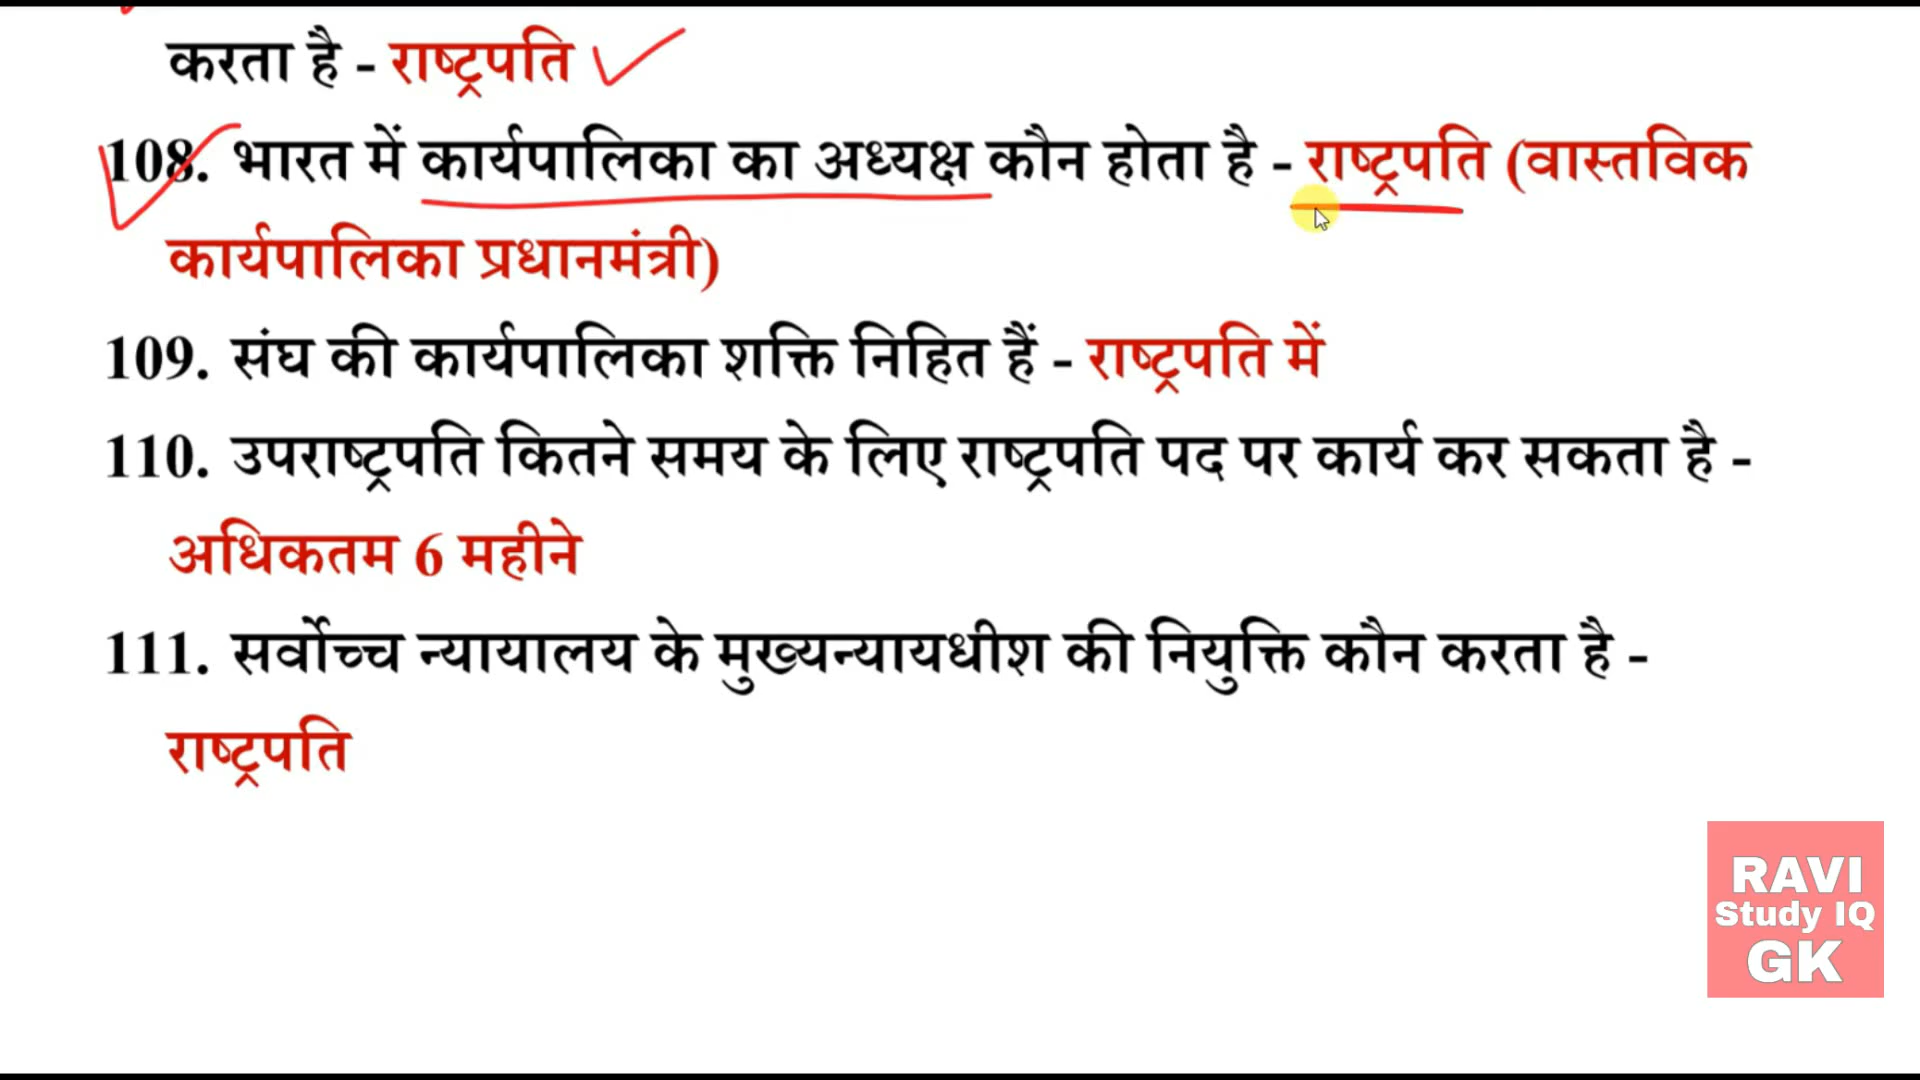 करता है - राष्ट्रपति
108. भारत में कार्यपालिका का अध्यक्ष कौन होता है - राष्ट्रपति (वास्तविक
कार्यपालिका प्रधानमंत्री)
109. संघ की कार्यपालिका शक्ति निहित हैं - राष्ट्रपति में
110. उपराष्ट्रपति कितने समय के लिए राष्ट्रपति पद पर कार्य कर सकता है -
अधिकतम 6 महीने
111. सर्वोच्च न्यायालय के मुख्यन्यायधीश की नियुक्ति कौन करता है -
राष्ट्रपति
RAVI
Study IQ
GK